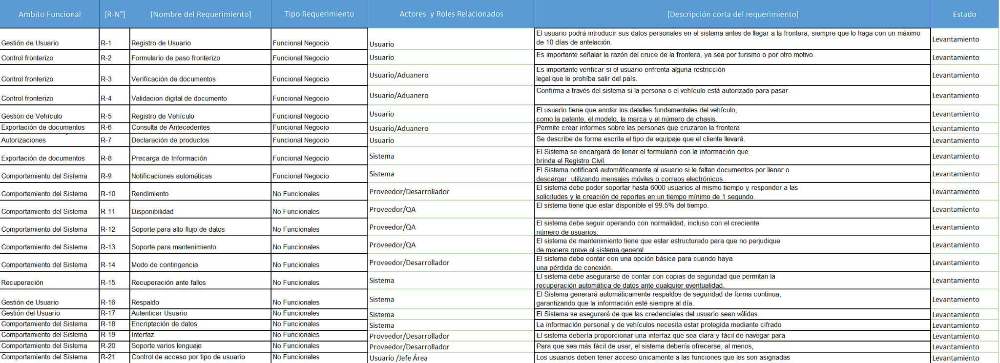 Ambito Funcional [R-N°] [Nombre del Requerimiento] Tipo Requerimiento Actores y Roles Relacionados [Descripción corta del requerimiento] Estado
Gestión de Usuario R-1 Registro de Usuario Funcional Negocio Usuario El usuario podrá introducir sus datos personales en el sistema antes de llegar a la frontera, siempre que lo haga con un máximo
de 10 días de antelación. Levantamiento
Control fronterizo R-2 Formulario de paso fronterizo Funcional Negocio Usuario Es importante señalar la razón del cruce de la frontera, ya sea por turismo o por otro motivo. Levantamiento
Control fronterizo R-3 Verificación de documentos Funcional Negocio Usuario/Aduanero Es importante verificar si el usuario enfrenta alguna restricción
legal que le prohíba salir del país. Levantamiento
Control fronterizo R-4 Validacion digital de documento Funcional Negocio Usuario/Aduanero Confirma a través del sistema si la persona o el vehículo está autorizado para pasar. Levantamiento
Gestión de Vehículo R-5 Registro de Vehículo Funcional Negocio Usuario El usuario tiene que anotar los detalles fundamentales del vehículo,
como la patente, el modelo, la marca y el número de chasis. Levantamiento
Exportación de documentos R-6 Consulta de Antecedentes Funcional Negocio Usuario/Aduanero Permite crear informes sobre las personas que cruzaron la frontera Levantamiento
Autorizaciones R-7 Declaración de productos Funcional Negocio Usuario Se describe de forma escrita el tipo de equipaje que el cliente llevará. Levantamiento
Exportación de documentos R-8 Precarga de Información Funcional Negocio Sistema El Sistema se encargará de llenar el formulario con la información que
brinda el Registro Civil. Levantamiento
Comportamiento del Sistema R-9 Notificaciones automáticas Funcional Negocio Sistema El Sistema notificará automáticamente al usuario si le faltan documentos por llenar o
descargar, utilizando mensajes móviles o correos electrónicos. Levantamiento
Comportamiento del Sistema R-10 Rendimiento No Funcionales Proveedor/Desarrollador El sistema debe poder soportar hasta 6000 usuarios al mismo tiempo y responder a las
solicitudes y la creación de reportes en un tiempo mínimo de 1 segundo. Levantamiento
Comportamiento del Sistema R-11 Disponibilidad No Funcionales Proveedor/QA El sistema tiene que estar disponible el 99.5% del tiempo. Levantamiento
Comportamiento del Sistema R-12 Soporte para alto flujo de datos No Funcionales Proveedor/QA El sistema debe seguir operando con normalidad, incluso con el creciente
número de usuarios. Levantamiento
Comportamiento del Sistema R-13 Soporte para mantenimiento No Funcionales Proveedor/QA El sistema de mantenimiento tiene que estar estructurado para que no perjudique
de manera grave al sistema general Levantamiento
Comportamiento del Sistema R-14 Modo de contingencia No Funcionales Proveedor/Desarrollador El sistema debe contar con una opción básica para cuando haya
una pérdida de conexión. Levantamiento
Recuperación R-15 Recuperación ante fallos No Funcionales Sistema El sistema debe asegurarse de contar con copias de seguridad que permitan la
recuperación automática de datos ante cualquier eventualidad. Levantamiento
Gestión de Usuario R-16 Respaldo No Funcionales Sistema El Sistema generará automáticamente respaldos de seguridad de forma continua,
garantizando que la información esté siempre al día. Levantamiento
Gestión del Usuario R-17 Autenticar Usuario No Funcionales Sistema El Sistema se asegurará de que las credenciales del usuario sean válidas. Levantamiento
Comportamiento del Sistema R-18 Encriptación de datos No Funcionales Sistema La información personal y de vehículos necesita estar protegida mediante cifrado Levantamiento
Comportamiento del Sistema R-19 Interfaz No Funcionales Proveedor/Desarrollador El sistema debería proporcionar una interfaz que sea clara y fácil de navegar para Levantamiento
Comportamiento del Sistema R-20 Soporte varios lenguaje No Funcionales Proveedor/Desarrollador Para que sea más fácil de usar, el sistema debería ofrecerse, al menos, Levantamiento
Comportamiento del Sistema R-21 Control de acceso por tipo de usuario No Funcionales Usuario /Jefe Área Los usuarios deben tener acceso únicamente a las funciones que les son asignadas Levantamiento